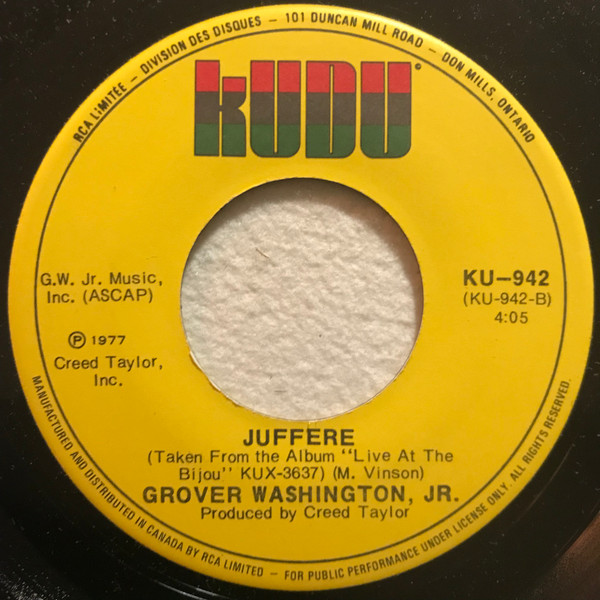 RCA LIMITÉE – DIVISION DES DISQUES – 101 DUNCAN MILL ROAD – DON MILLS, ONTARIO
KUDU
G.W. Jr. Music,
Inc. (ASCAP)
℗ 1977
Creed Taylor,
Inc.
KU–942
(KU-942-B)
4:05
JUFFERE
(Taken From the Album "Live At The
Bijou" KUX-3637) (M. Vinson)
GROVER WASHINGTON, JR.
Produced by Creed Taylor
MANUFACTURED AND DISTRIBUTED IN CANADA BY RCA LIMITED – FOR PUBLIC PERFORMANCE UNDER LICENSE ONLY. ALL RIGHTS RESERVED.